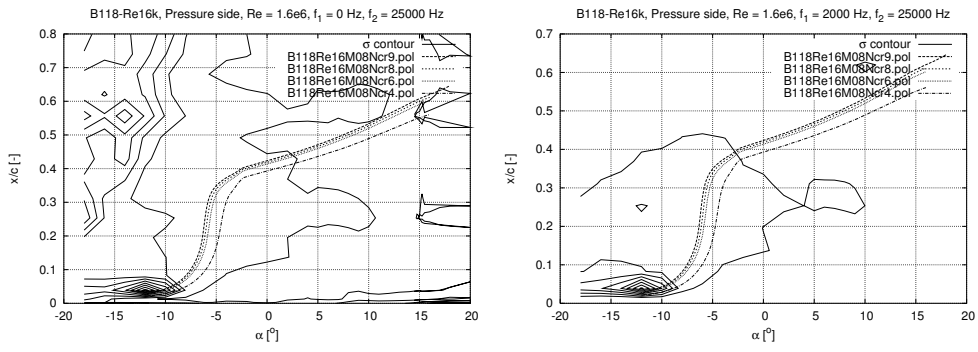 B118-Re16k, Pressure side, Re = 1.6e6, f1 = 0 Hz, f2 = 25000 Hz
0.8
0.7
0.6
0.5
0.4
0.3
0.2
0.1
0
x/c [-]
σ contour
B118Re16M08Ncr9.pol
B118Re16M08Ncr8.pol
B118Re16M08Ncr6.pol
B118Re16M08Ncr4.pol
-20 -15 -10 -5 0 5 10 15 20
α [°]
B118-Re16k, Pressure side, Re = 1.6e6, f1 = 2000 Hz, f2 = 25000 Hz
0.7
0.6
0.5
0.4
0.3
0.2
0.1
0
x/c [-]
σ contour
B118Re16M08Ncr9.pol
B118Re16M08Ncr8.pol
B118Re16M08Ncr6.pol
B118Re16M08Ncr4.pol
-20 -15 -10 -5 0 5 10 15 20
α [°]